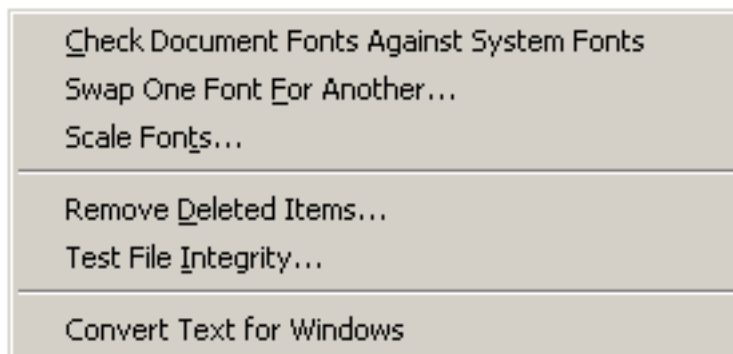 Check Document Fonts Against System Fonts
Swap One Font For Another...
Scale Fonts...
Remove Deleted Items...
Test File Integrity...
Convert Text for Windows